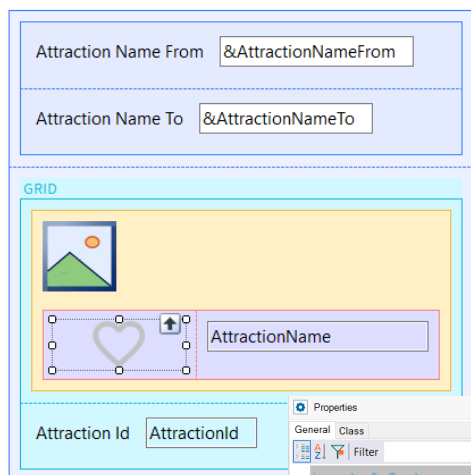 Attraction Name From &AttractionNameFrom
Attraction Name To &AttractionNameTo
GRID
AttractionName
Attraction Id AttractionId
Properties
General Class
Filter